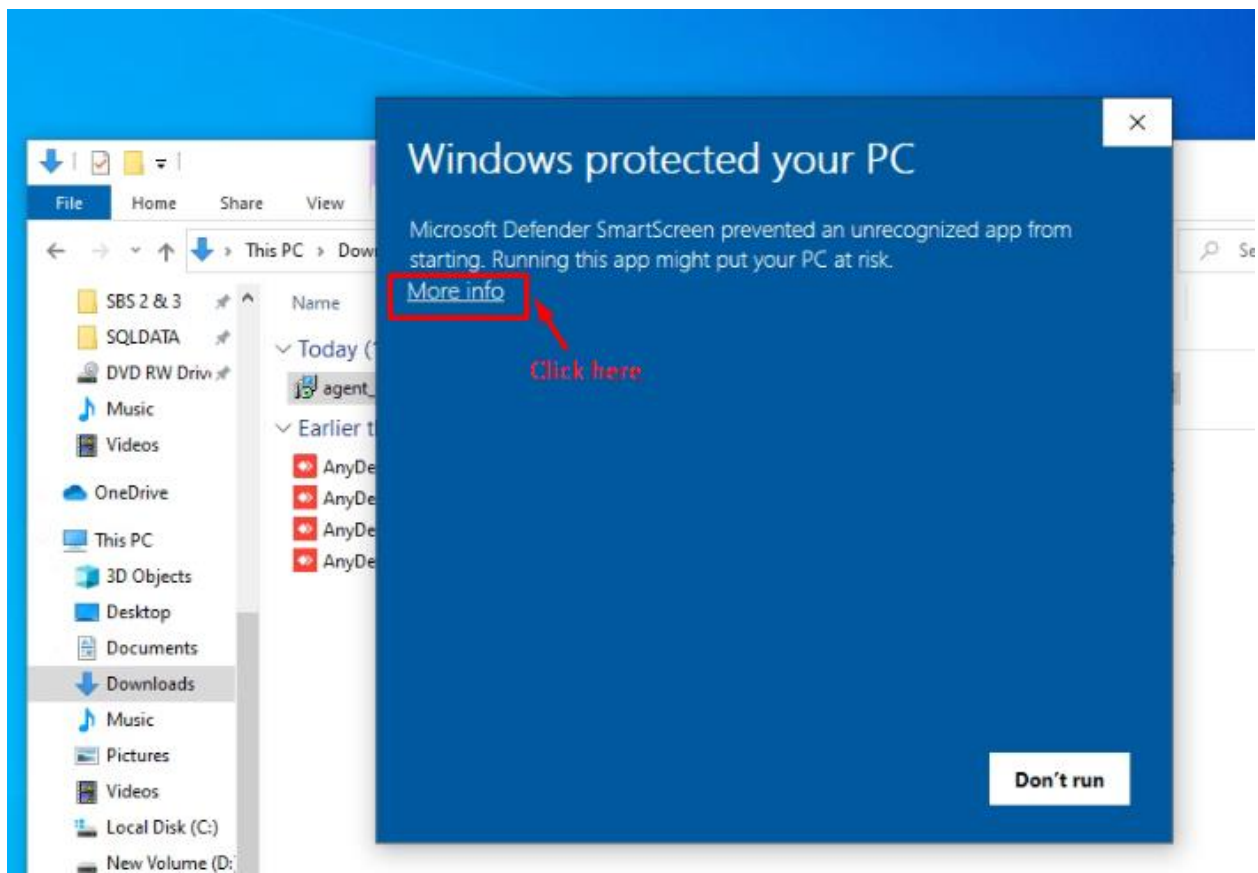 Windows protected your PC
File Home Share View
Microsoft Defender SmartScreen prevented an unrecognized app from
starting. Running this app might put your PC at risk.
More info
Click here
This PC
SBS 2 & 3
SQLDATA
DVD RW
Music
Videos
OneDrive
This PC
3D Objects
Desktop
Documents
Downloads
Music
Pictures
Videos
Local Disk (C:)
New Volume (D:
Name
Today (
agent_
Earlier t
AnyDe
AnyDe
AnyDe
AnyDe
Don't run